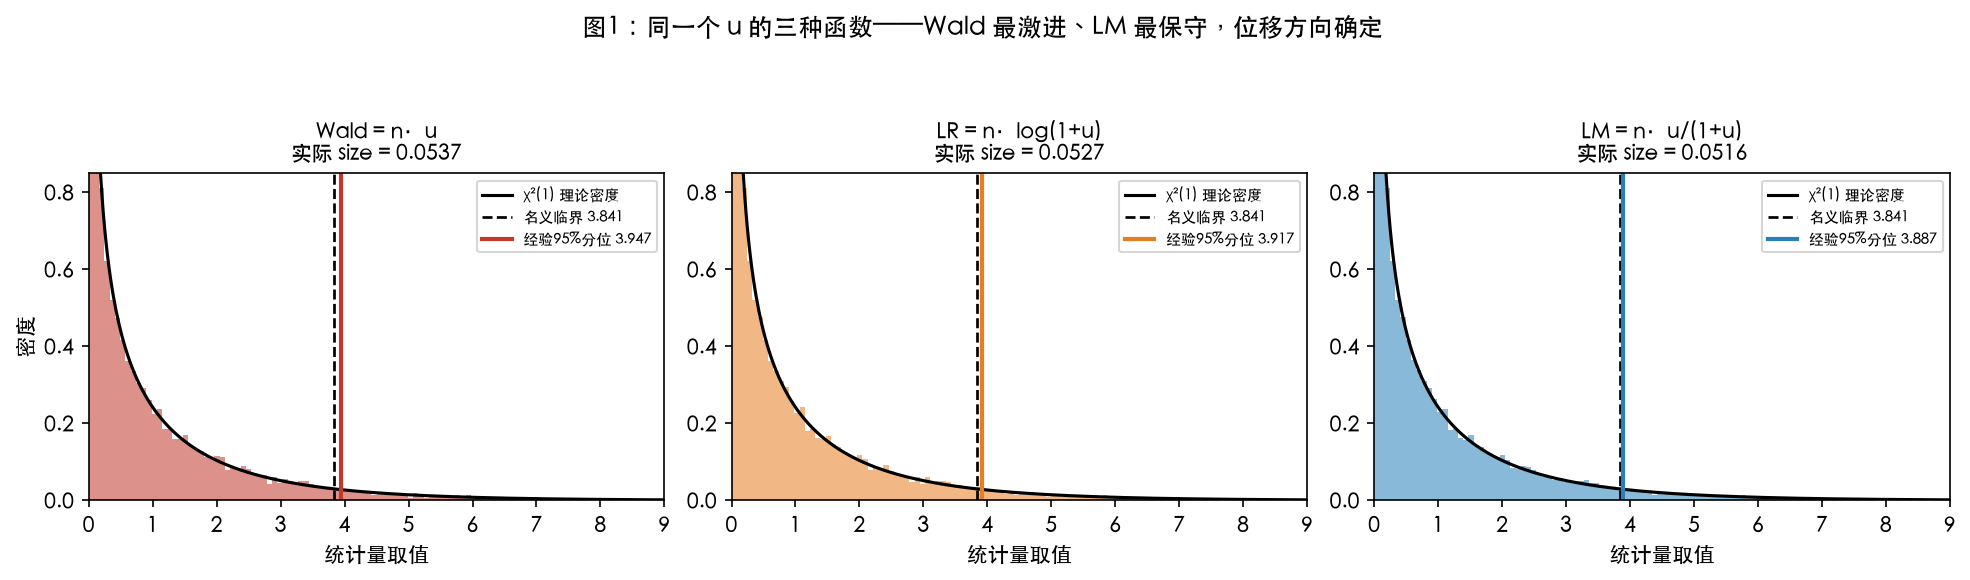 图1：同一个 u 的三种函数——Wald 最激进、LM 最保守，位移方向确定
Wald = n· u
实际 size = 0.0537
χ²(1) 理论密度
名义临界 3.841
经验95%分位 3.947
密度
0.8
0.6
0.4
0.2
0.0
0 1 2 3 4 5 6 7 8 9
统计量取值
LR = n· log(1+u)
实际 size = 0.0527
χ²(1) 理论密度
名义临界 3.841
经验95%分位 3.917
0.8
0.6
0.4
0.2
0.0
0 1 2 3 4 5 6 7 8 9
统计量取值
LM = n· u/(1+u)
实际 size = 0.0516
χ²(1) 理论密度
名义临界 3.841
经验95%分位 3.887
0.8
0.6
0.4
0.2
0.0
0 1 2 3 4 5 6 7 8 9
统计量取值